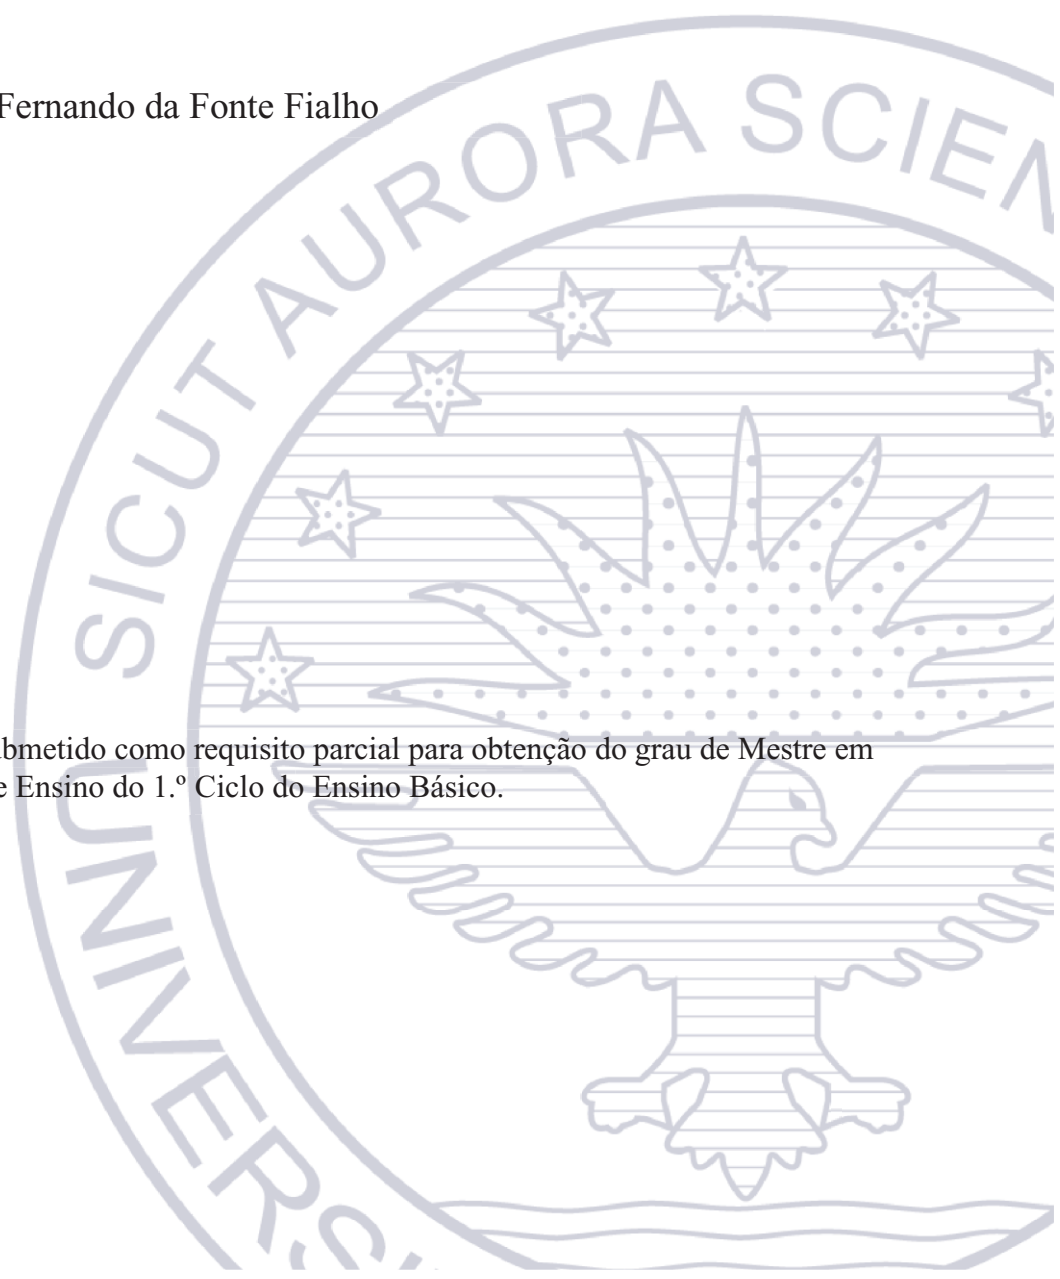 Fernando da Fonte Fialho
SICUT AURORA SCIEN
bmetido como requisito parcial para obtenção do grau de Mestre em
e Ensino do 1.º Ciclo do Ensino Básico.
UNIVERSI